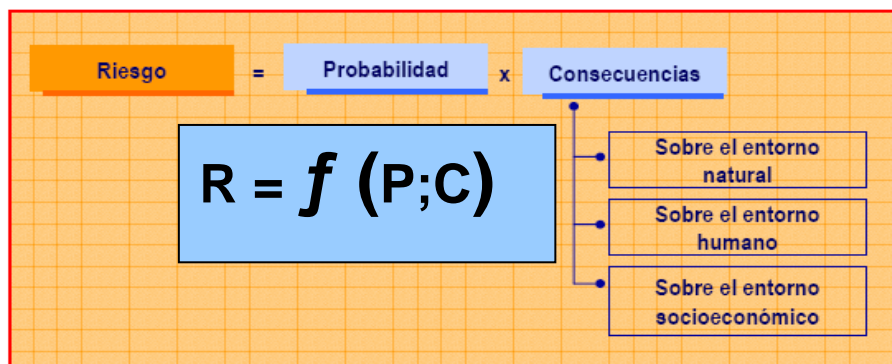 Riesgo = Probabilidad x Consecuencias
R = ƒ (P;C)
Sobre el entorno
natural
Sobre el entorno
humano
Sobre el entorno
socioeconómico